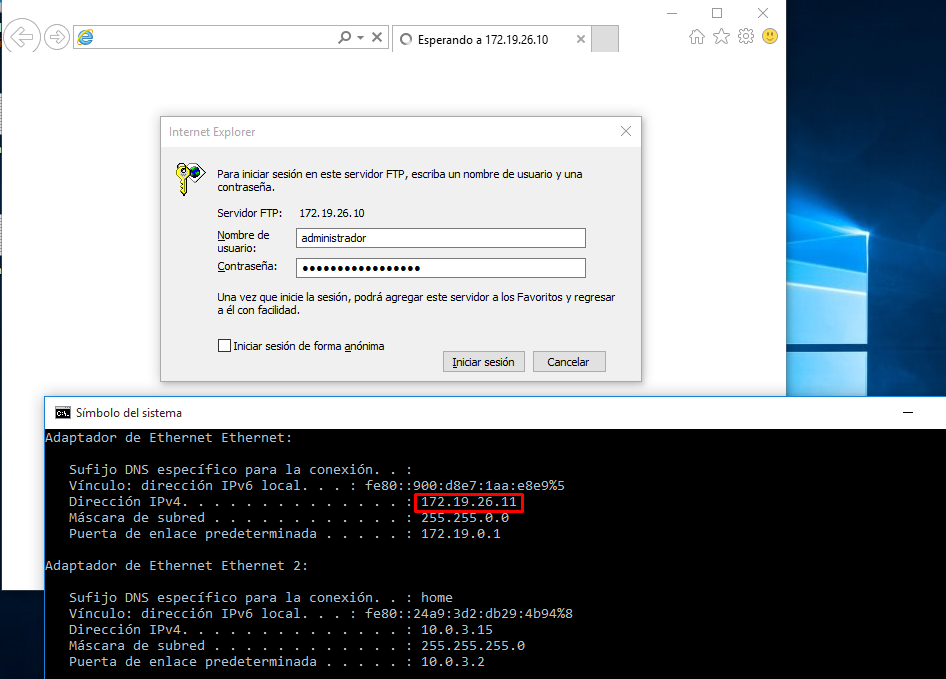 Esperando a 172.19.26.10
Internet Explorer
Para iniciar sesión en este servidor FTP, escriba un nombre de usuario y una
contraseña.
Servidor FTP: 172.19.26.10
Nombre de
usuario:
administrador
Contraseña: •••••••••••••••••
Una vez que inicie la sesión, podrá agregar este servidor a los Favoritos y regresar
a él con facilidad.
Iniciar sesión de forma anónima
Iniciar sesión Cancelar
Símbolo del sistema
Adaptador de Ethernet Ethernet:
Sufijo DNS específico para la conexión. . :
Vínculo: dirección IPv6 local. . . : fe80::900:d8e7:1aa:e8e9%5
Dirección IPv4. . . . . . . . . . . . . . : 172.19.26.11
Máscara de subred . . . . . . . . . . . . : 255.255.0.0
Puerta de enlace predeterminada . . . . . : 172.19.0.1
Adaptador de Ethernet Ethernet 2:
Sufijo DNS específico para la conexión. . : home
Vínculo: dirección IPv6 local. . . : fe80::24a9:3d2:db29:4b94%8
Dirección IPv4. . . . . . . . . . . . . . : 10.0.3.15
Máscara de subred . . . . . . . . . . . . : 255.255.255.0
Puerta de enlace predeterminada . . . . . : 10.0.3.2